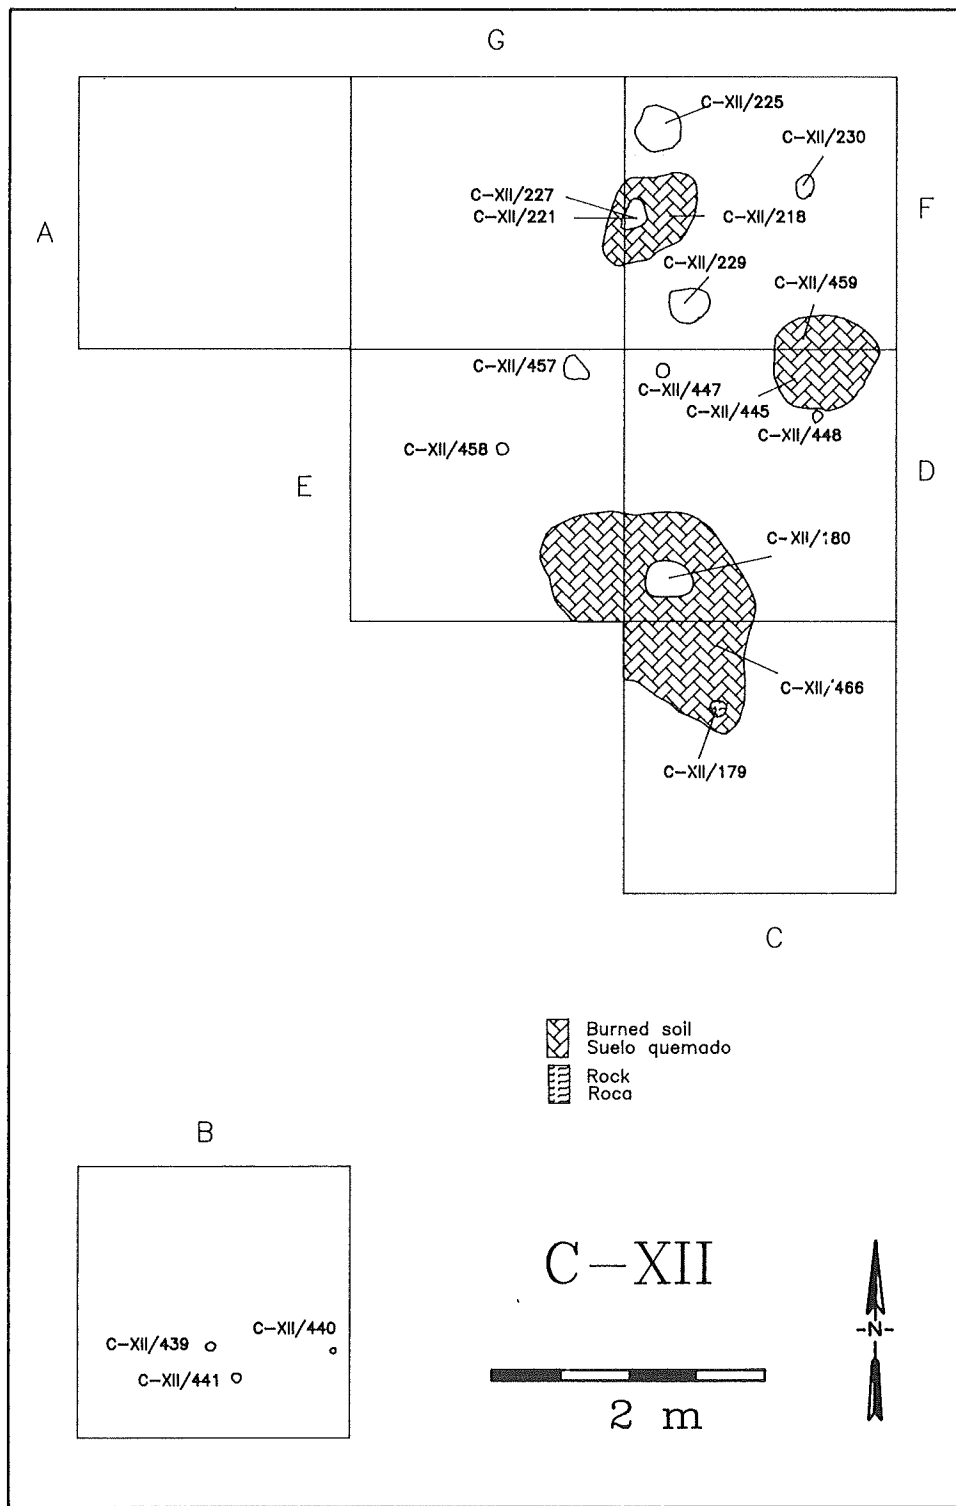 G
C-XII/225
C-XII/230
C-XII/227
C-XII/221
C-XII/218
F
A
C-XII/229
C-XII/459
C-XII/457
C-XII/447
C-XII/445
C-XII/448
C-XII/458
E
D
C-XII/180
C-XII/466
C-XII/179
C
Burned soil
Suelo quemado
Rock
Roca
B
C-XII
C-XII/440
C-XII/439
C-XII/441
-N-
2 m